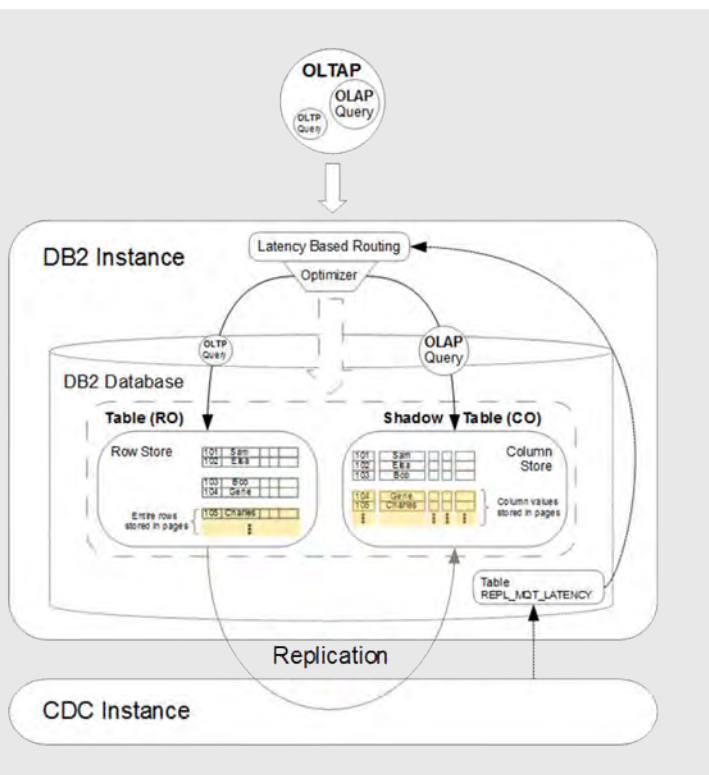 OLTAP
OLAP
Query
OLTP
Query
Latency Based Routing
DB2 Instance
Optimizer
OLTP
Query
OLAP
Query
DB2 Database
Table (RO)
Shadow Table (CO)
Row Store
101 Sam
102 Elsa
103 Bob
104 Gene
105 Charles
Entire rows
stored in pages
Column
Store
101 Sam
102 Elsa
103 Bob
104 Gene
105 Charles
Column values
stored in pages
Table
REPL_MQT_LATENCY
Replication
CDC Instance